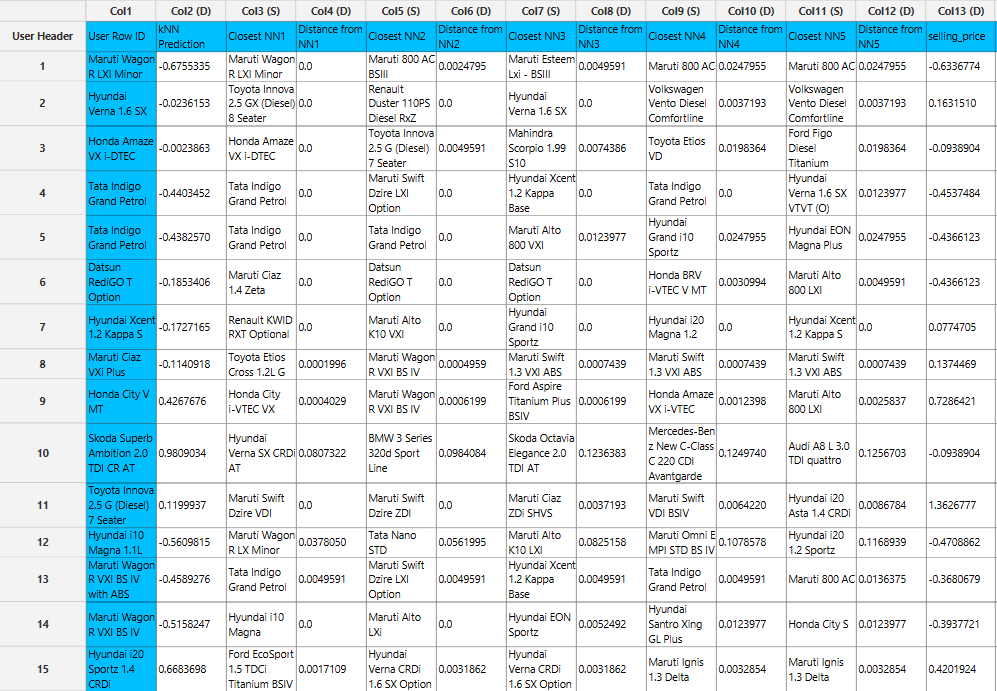 Col1 Col2 (D) Col3 (S) Col4 (D) Col5 (S) Col6 (D) Col7 (S) Col8 (D) Col9 (S) Col10 (D) Col11 (S) Col12 (D) Col13 (D)
User Header User Row ID kNN Prediction Closest NN1 Distance from NN1 Closest NN2 Distance from NN2 Closest NN3 Distance from NN3 Closest NN4 Distance from NN4 Closest NN5 Distance from NN5 selling_price
1 Maruti Wagon R LXI Minor -0.6755335 Maruti Wagon R LXI Minor 0.0 Maruti 800 AC BSIII 0.0024795 Maruti Esteem Lxi - BSIII 0.0049591 Maruti 800 AC 0.0247955 Maruti 800 AC 0.0247955 -0.6336774
2 Hyundai Verna 1.6 SX -0.0236153 Toyota Innova 2.5 GX (Diesel) 8 Seater 0.0 Renault Duster 110PS Diesel RxZ 0.0 Hyundai Verna 1.6 SX 0.0 Volkswagen Vento Diesel Comfortline 0.0037193 Volkswagen Vento Diesel Comfortline 0.0037193 0.1631510
3 Honda Amaze VX i-DTEC -0.0023863 Honda Amaze VX i-DTEC 0.0 Toyota Innova 2.5 G (Diesel) 7 Seater 0.0049591 Mahindra Scorpio 1.99 S10 0.0074386 Toyota Etios VD 0.0198364 Ford Figo Diesel Titanium 0.0198364 -0.0938904
4 Tata Indigo Grand Petrol -0.4403452 Tata Indigo Grand Petrol 0.0 Maruti Swift Dzire LXI Option 0.0 Hyundai Xcent 1.2 Kappa Base 0.0 Tata Indigo Grand Petrol 0.0 Hyundai Verna 1.6 SX VTVT (O) 0.0123977 -0.4537484
5 Tata Indigo Grand Petrol -0.4382570 Tata Indigo Grand Petrol 0.0 Tata Indigo Grand Petrol 0.0 Maruti Alto 800 VXI 0.0123977 Hyundai Grand i10 Sportz 0.0247955 Hyundai EON Magna Plus 0.0247955 -0.4366123
6 Datsun RediGO T Option -0.1853406 Maruti Ciaz 1.4 Zeta 0.0 Datsun RediGO T Option 0.0 Datsun RediGO T Option 0.0 Honda BRV i-VTEC V MT 0.0030994 Maruti Alto 800 LXI 0.0049591 -0.4366123
7 Hyundai Xcent 1.2 Kappa S -0.1727165 Renault KWID RXT Optional 0.0 Maruti Alto K10 VXI 0.0 Hyundai Grand i10 Sportz 0.0 Hyundai i20 Magna 1.2 0.0 Hyundai Xcent 1.2 Kappa S 0.0 0.0774705
8 Maruti Ciaz VXi Plus -0.1140918 Toyota Etios Cross 1.2L G 0.0001996 Maruti Wagon R VXI BS IV 0.0004959 Maruti Swift 1.3 VXI ABS 0.0007439 Maruti Swift 1.3 VXI ABS 0.0007439 Maruti Swift 1.3 VXI ABS 0.0007439 0.1374469
9 Honda City V MT 0.4267676 Honda City i-VTEC VX 0.0004029 Maruti Wagon R VXI BS IV 0.0006199 Ford Aspire Titanium Plus BSIV 0.0006199 Honda Amaze VX i-VTEC 0.0012398 Maruti Alto 800 LXI 0.0025837 0.7286421
10 Skoda Superb Ambition 2.0 TDI CR AT 0.9809034 Hyundai Verna SX CRDi AT 0.0807322 BMW 3 Series 320d Sport Line 0.0984084 Skoda Octavia Elegance 2.0 TDI AT 0.1236383 Mercedes-Benz New C-Class C 220 CDI Avantgarde 0.1249740 Audi A8 L 3.0 TDI quattro 0.1256703 -0.0938904
11 Toyota Innova 2.5 G (Diesel) 7 Seater 0.1199937 Maruti Swift Dzire VDI 0.0 Maruti Swift Dzire ZDI 0.0 Maruti Ciaz ZDi SHVS 0.0037193 Maruti Swift VDI BSIV 0.0064220 Hyundai i20 Asta 1.4 CRDi 0.0086784 1.3626777
12 Hyundai i10 Magna 1.1L -0.5609815 Maruti Wagon R LX Minor 0.0378050 Tata Nano STD 0.0561995 Maruti Alto K10 LXI 0.0825158 Maruti Omni E MPI STD BS IV 0.1078578 Hyundai i20 1.2 Sportz 0.1168939 -0.4708862
13 Maruti Wagon R VXI BS IV with ABS -0.4589276 Tata Indigo Grand Petrol 0.0049591 Maruti Swift Dzire LXI Option 0.0049591 Hyundai Xcent 1.2 Kappa Base 0.0049591 Tata Indigo Grand Petrol 0.0049591 Maruti 800 AC 0.0136375 -0.3680679
14 Maruti Wagon R VXI BS IV -0.5158247 Hyundai i10 Magna 0.0 Maruti Alto LXi 0.0 Hyundai EON Sportz 0.0052492 Hyundai Santro Xing GL Plus 0.0123977 Honda City S 0.0123977 -0.3937721
15 Hyundai i20 Sportz 1.4 CRDi 0.6683698 Ford EcoSport 1.5 TDCi Titanium BSIV 0.0017109 Hyundai Verna CRDi 1.6 SX Option 0.0031862 Hyundai Verna CRDi 1.6 SX Option 0.0031862 Maruti Ignis 1.3 Delta 0.0032854 Maruti Ignis 1.3 Delta 0.0032854 0.4201924